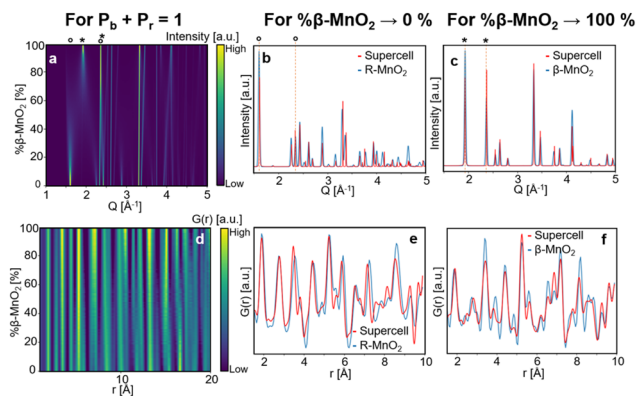 For Pb + Pr = 1
For %β-MnO₂ → 0 %
For %β-MnO₂ → 100 %
Intensity [a.u.]
° * ° *
° °
* *
a
High
Low
%β-MnO₂ [%]
100
80
60
40
20
0
1 2 3 4 5
Q [Å⁻¹]
b
Supercell
R-MnO₂
Intensity [a.u.]
2 3 4 5
Q [Å⁻¹]
c
Supercell
β-MnO₂
Intensity [a.u.]
2 3 4 5
Q [Å⁻¹]
G(r) [a.u.]
d
High
Low
%β-MnO₂ [%]
100
80
60
40
20
0
10 20
r [Å]
e
Supercell
R-MnO₂
G(r) [a.u.]
2 4 6 8 10
r [Å]
f
Supercell
β-MnO₂
G(r) [a.u.]
2 4 6 8 10
r [Å]